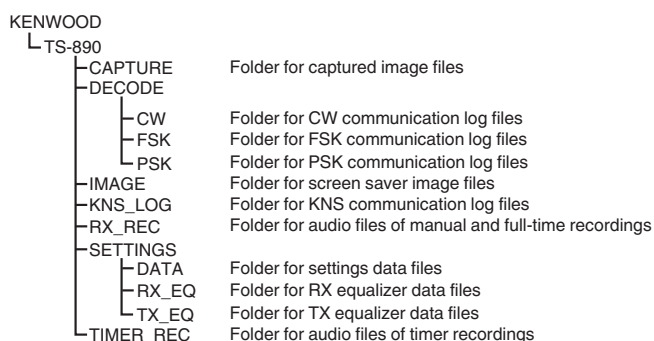 KENWOOD
TS-890
CAPTURE Folder for captured image files
DECODE
CW Folder for CW communication log files
FSK Folder for FSK communication log files
PSK Folder for PSK communication log files
IMAGE Folder for screen saver image files
KNS_LOG Folder for KNS communication log files
RX_REC Folder for audio files of manual and full-time recordings
SETTINGS
DATA Folder for settings data files
RX_EQ Folder for RX equalizer data files
TX_EQ Folder for TX equalizer data files
TIMER_REC Folder for audio files of timer recordings